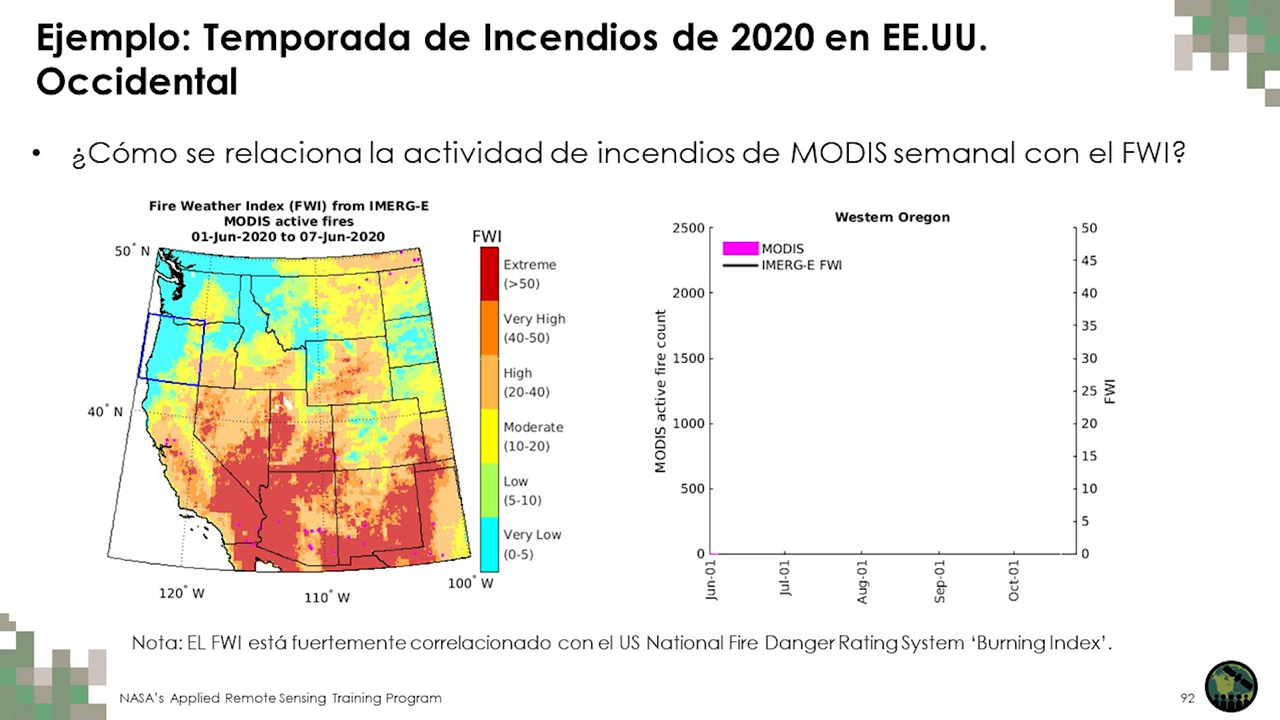 Ejemplo: Temporada de Incendios de 2020 en EE.UU.
Occidental
• ¿Cómo se relaciona la actividad de incendios de MODIS semanal con el FWI?
Fire Weather Index (FWI) from IMERG-E
MODIS active fires
01-Jun-2020 to 07-Jun-2020
50° N
40° N
120° W
110° W
100° W
FWI
Extreme
(>50)
Very High
(40-50)
High
(20-40)
Moderate
(10-20)
Low
(5-10)
Very Low
(0-5)
Western Oregon
MODIS
IMERG-E FWI
MODIS active fire count
2500
2000
1500
1000
500
0
50
45
40
35
30
25
20
15
10
5
0
FWI
Jun-01
Jul-01
Aug-01
Sep-01
Oct-01
Nota: EL FWI está fuertemente correlacionado con el US National Fire Danger Rating System ‘Burning Index’.
NASA’s Applied Remote Sensing Training Program
92